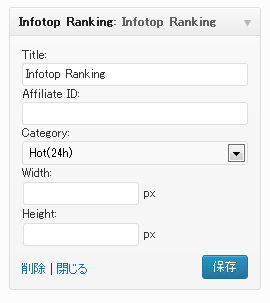 Infotop Ranking: Infotop Ranking
Title:
Infotop Ranking
Affiliate ID:
Category:
Hot(24h)
Width:
px
Height:
px
削除 | 閉じる
保存